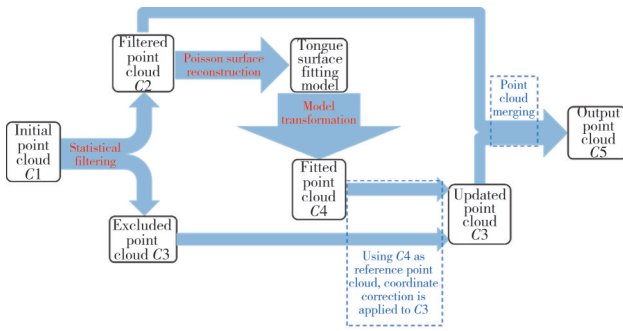 Filtered
point
cloud
C2
Poisson surface
reconstruction
Tongue
surface
fitting
model
Model
transformation
Point
cloud
merging
Initial
point
cloud
C1
Statistical
filtering
Output
point
cloud
C5
Fitted
point
cloud
C4
Updated
point
cloud
C3
Excluded
point
cloud C3
Using C4 as
reference point
cloud, coordinate
correction is
applied to C3